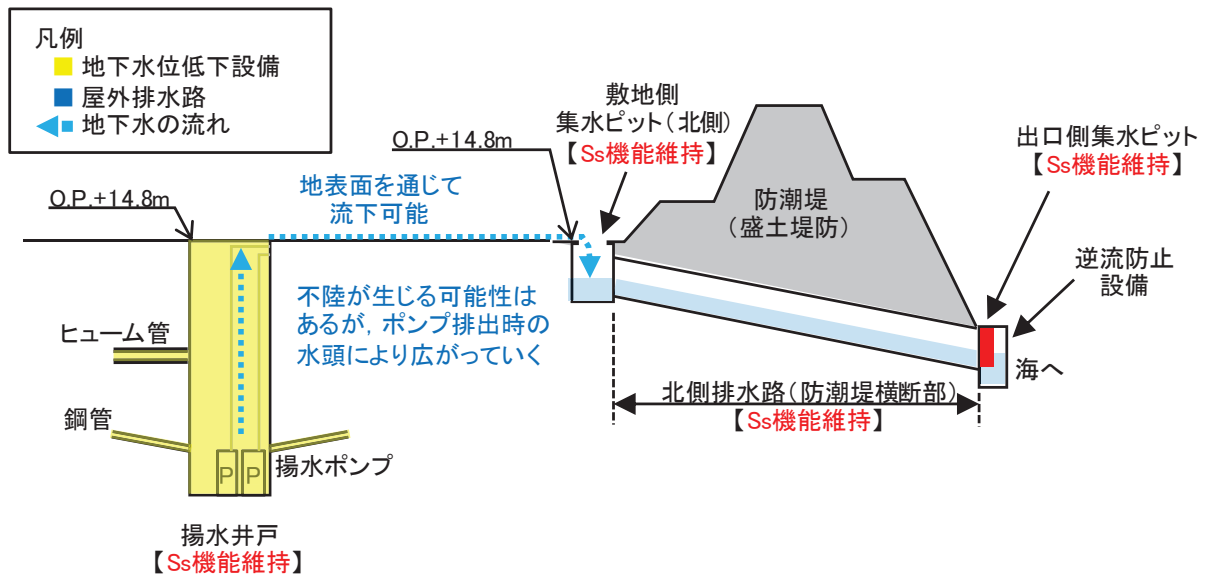 凡例
地下水位低下設備
屋外排水路
地下水の流れ
O.P.+14.8m
地表面を通じて
流下可能
不陸が生じる可能性は
あるが，ポンプ排出時の
水頭により広がっていく
ヒューム管
鋼管
P P
揚水ポンプ
揚水井戸
【Ss機能維持】
O.P.+14.8m
敷地側
集水ピット（北側）
【Ss機能維持】
防潮堤
（盛土堤防）
出口側集水ピット
【Ss機能維持】
逆流防止
設備
海へ
北側排水路（防潮堤横断部）
【Ss機能維持】